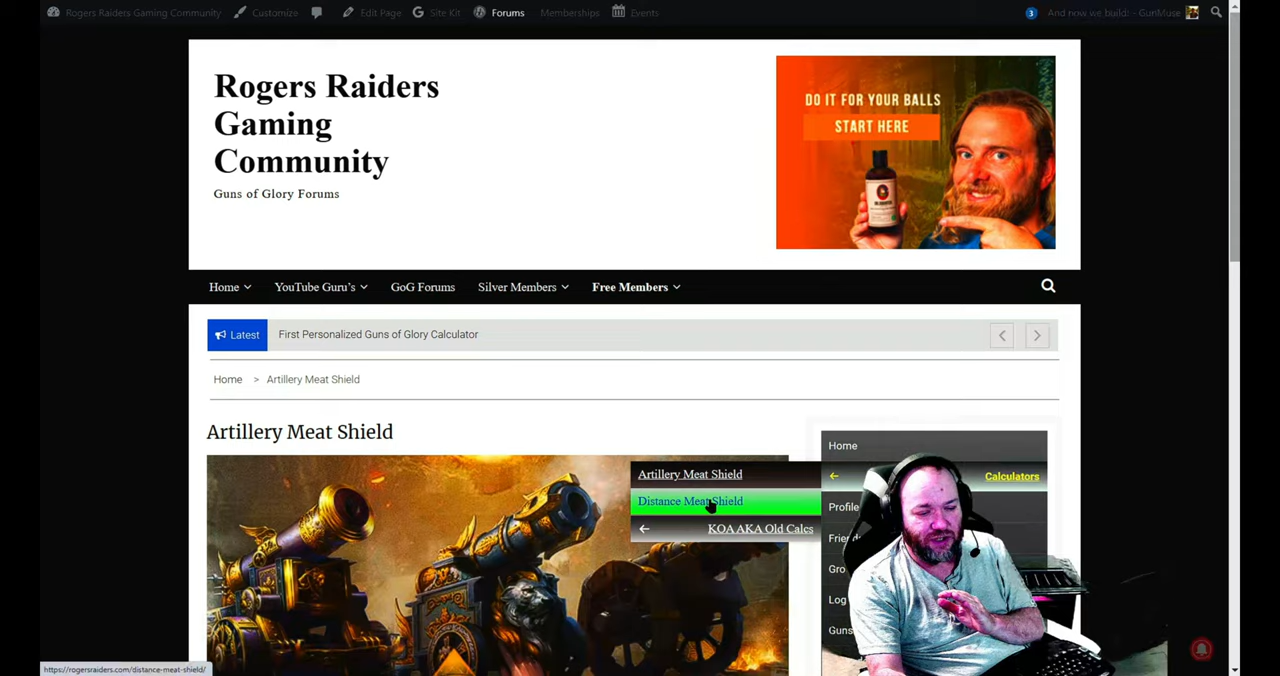 Rogers Raiders Gaming Community Customize Edit Page Site Kit Forums Memberships Events 3 And now we build: - GunMuse
Rogers Raiders
Gaming
Community
Guns of Glory Forums
DO IT FOR YOUR BALLS
START HERE
Home YouTube Guru's GoG Forums Silver Members Free Members
Latest First Personalized Guns of Glory Calculator
Home > Artillery Meat Shield
Artillery Meat Shield
Home
Artillery Meat Shield
Calculators
Distance Meat Shield
Profile
KOA AKA Old Calcs
Gro
Log
Guns
https://rogersraiders.com/distance-meat-shield/